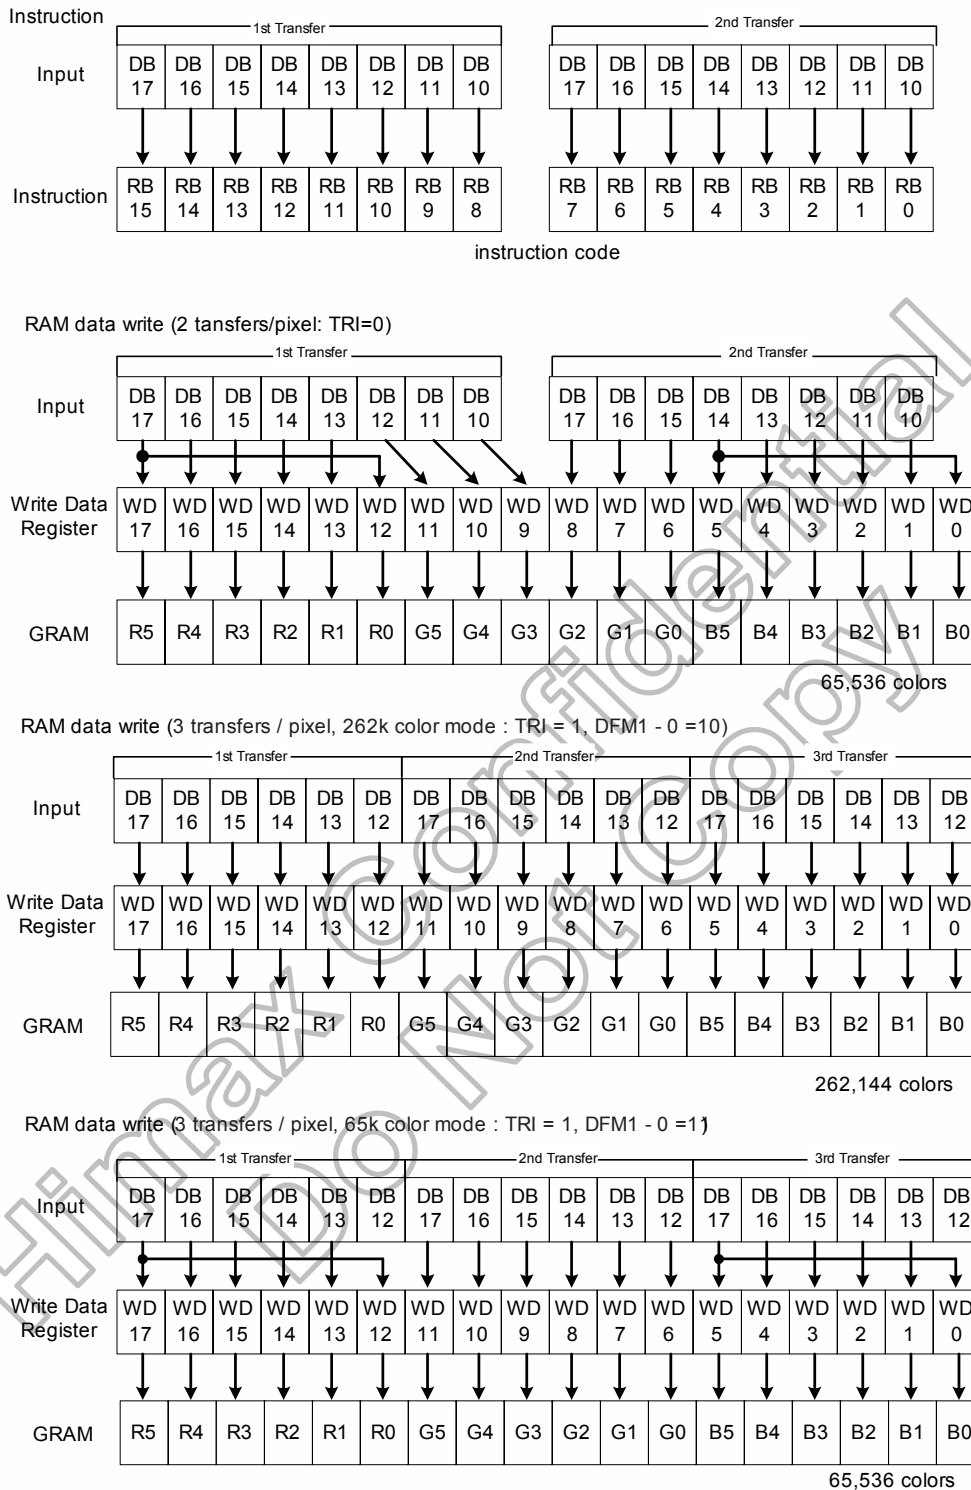 Instruction
1st Transfer 2nd Transfer
Input DB 17 DB 16 DB 15 DB 14 DB 13 DB 12 DB 11 DB 10 DB 17 DB 16 DB 15 DB 14 DB 13 DB 12 DB 11 DB 10
Instruction RB 15 RB 14 RB 13 RB 12 RB 11 RB 10 RB 9 RB 8 RB 7 RB 6 RB 5 RB 4 RB 3 RB 2 RB 1 RB 0
instruction code
RAM data write (2 tansfers/pixel: TRI=0)
1st Transfer 2nd Transfer
Input DB 17 DB 16 DB 15 DB 14 DB 13 DB 12 DB 11 DB 10 DB 17 DB 16 DB 15 DB 14 DB 13 DB 12 DB 11 DB 10
Write Data Register WD 17 WD 16 WD 15 WD 14 WD 13 WD 12 WD 11 WD 10 WD 9 WD 8 WD 7 WD 6 WD 5 WD 4 WD 3 WD 2 WD 1 WD 0
GRAM R5 R4 R3 R2 R1 R0 G5 G4 G3 G2 G1 G0 B5 B4 B3 B2 B1 B0
65,536 colors
RAM data write (3 transfers / pixel, 262k color mode : TRI = 1, DFM1 - 0 =10)
1st Transfer 2nd Transfer 3rd Transfer
Input DB 17 DB 16 DB 15 DB 14 DB 13 DB 12 DB 17 DB 16 DB 15 DB 14 DB 13 DB 12 DB 17 DB 16 DB 15 DB 14 DB 13 DB 12
Write Data Register WD 17 WD 16 WD 15 WD 14 WD 13 WD 12 WD 11 WD 10 WD 9 WD 8 WD 7 WD 6 WD 5 WD 4 WD 3 WD 2 WD 1 WD 0
GRAM R5 R4 R3 R2 R1 R0 G5 G4 G3 G2 G1 G0 B5 B4 B3 B2 B1 B0
262,144 colors
RAM data write (3 transfers / pixel, 65k color mode : TRI = 1, DFM1 - 0 =11)
1st Transfer 2nd Transfer 3rd Transfer
Input DB 17 DB 16 DB 15 DB 14 DB 13 DB 12 DB 17 DB 16 DB 15 DB 14 DB 13 DB 12 DB 17 DB 16 DB 15 DB 14 DB 13 DB 12
Write Data Register WD 17 WD 16 WD 15 WD 14 WD 13 WD 12 WD 11 WD 10 WD 9 WD 8 WD 7 WD 6 WD 5 WD 4 WD 3 WD 2 WD 1 WD 0
GRAM R5 R4 R3 R2 R1 R0 G5 G4 G3 G2 G1 G0 B5 B4 B3 B2 B1 B0
65,536 colors
Himax Confidential
Do Not Copy